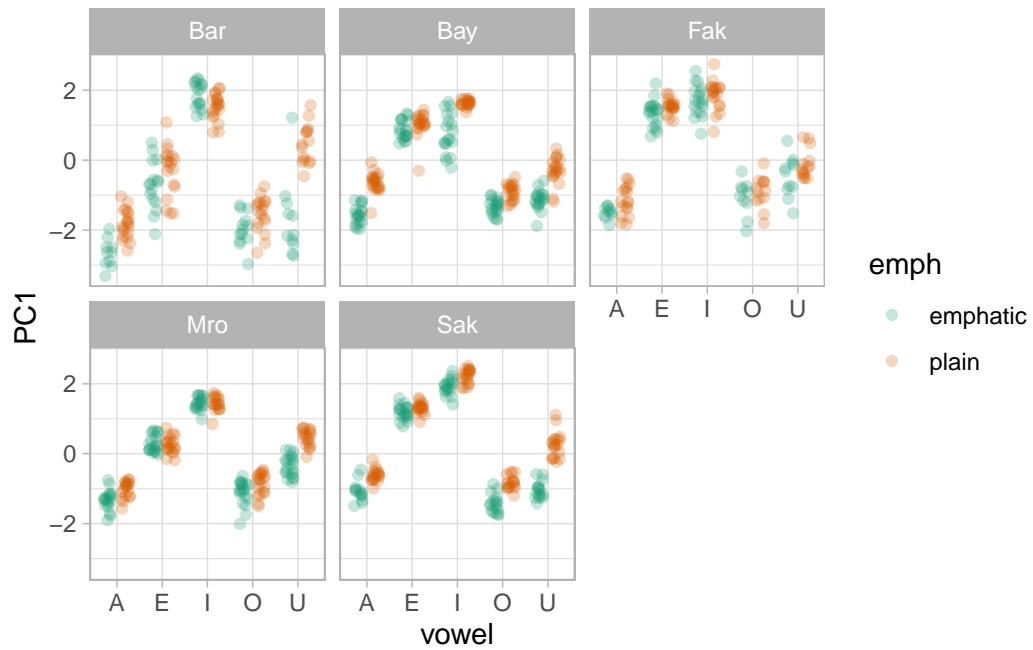 Bar
Bay
Fak
2
0
−2
A E I O U
Mro
Sak
2
0
−2
A E I O U
A E I O U
vowel
PC1
emph
emphatic
plain